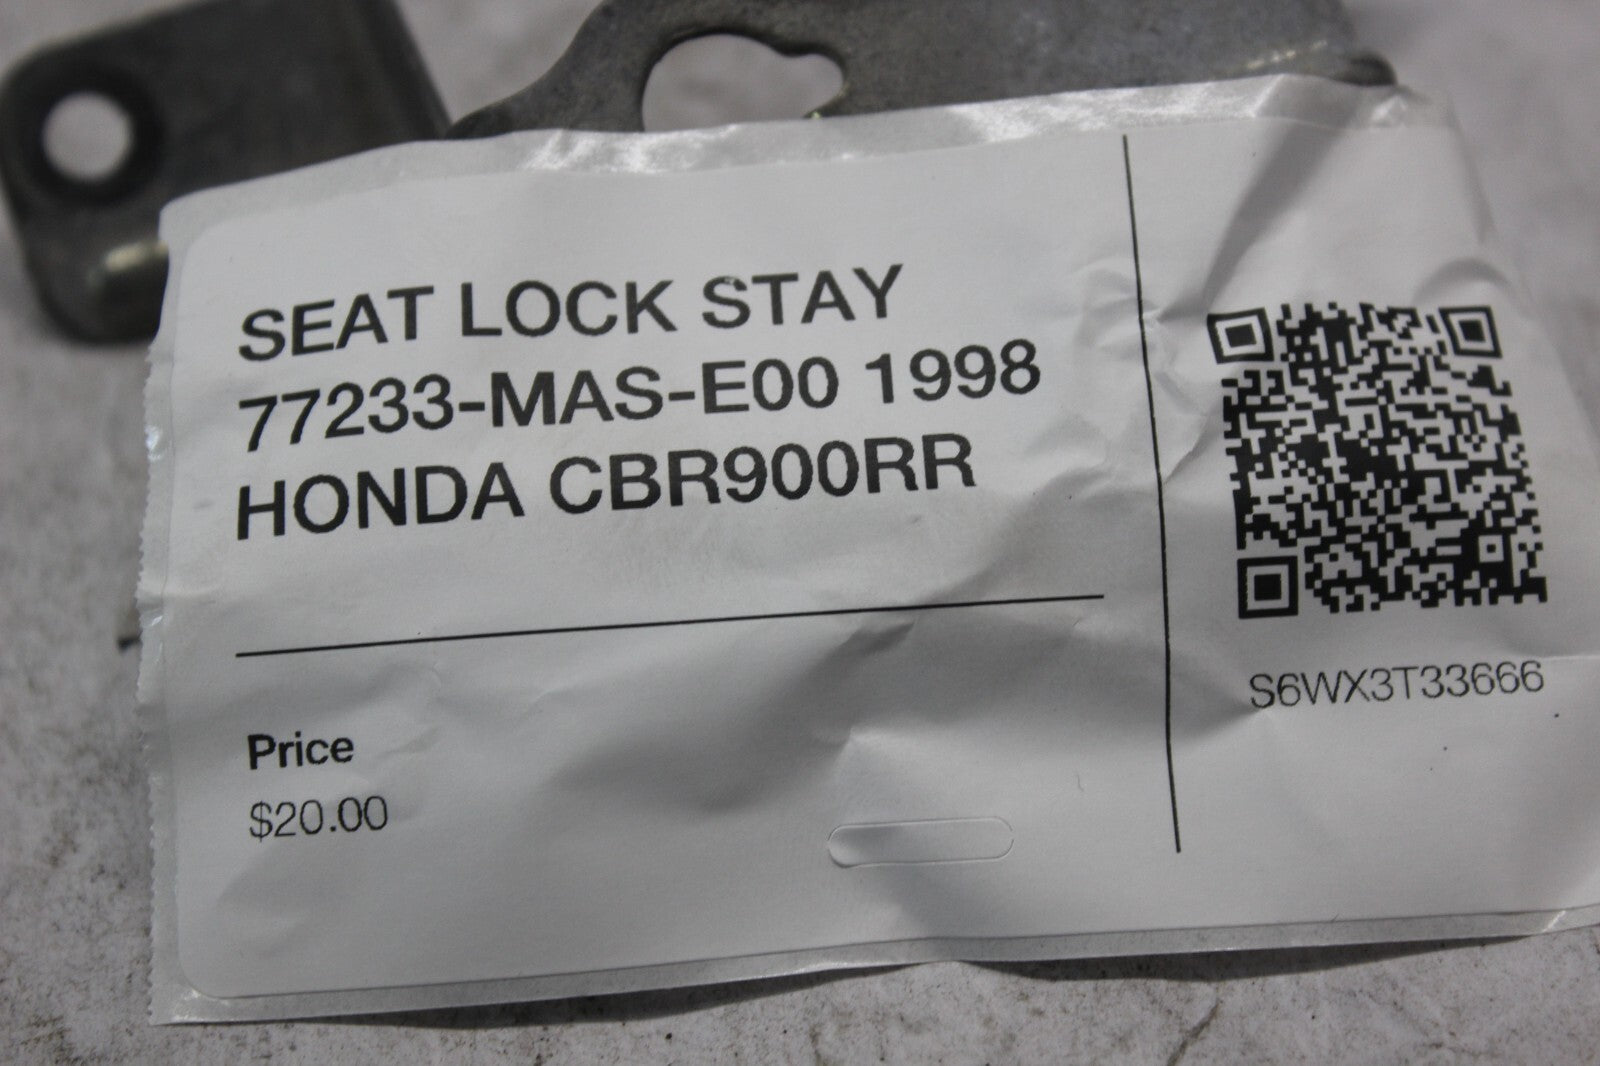 SEAT LOCK STAY
77233-MAS-E00 1998
HONDA CBR900RR
Price
$20.00
S6WX3T33666